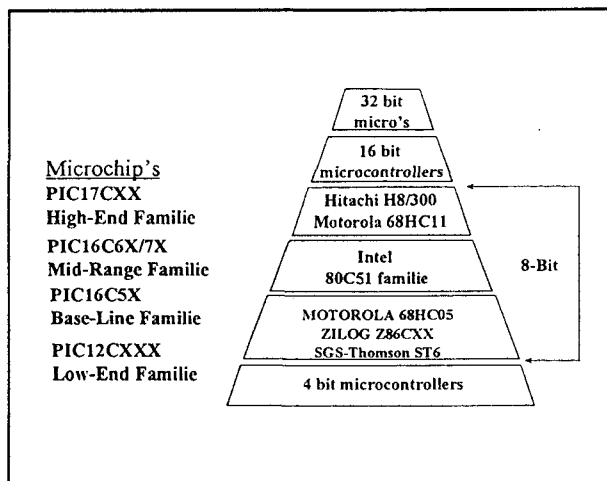 Microchip's
PIC17CXX
High-End Familie
PIC16C6X/7X
Mid-Range Familie
PIC16C5X
Base-Line Familie
PIC12CXXX
Low-End Familie
32 bit
micro's
16 bit
microcontrollers
Hitachi H8/300
Motorola 68HC11
Intel
80C51 familie
MOTOROLA 68HC05
ZILOG Z86CXX
SGS-Thomson ST6
4 bit microcontrollers
8-Bit